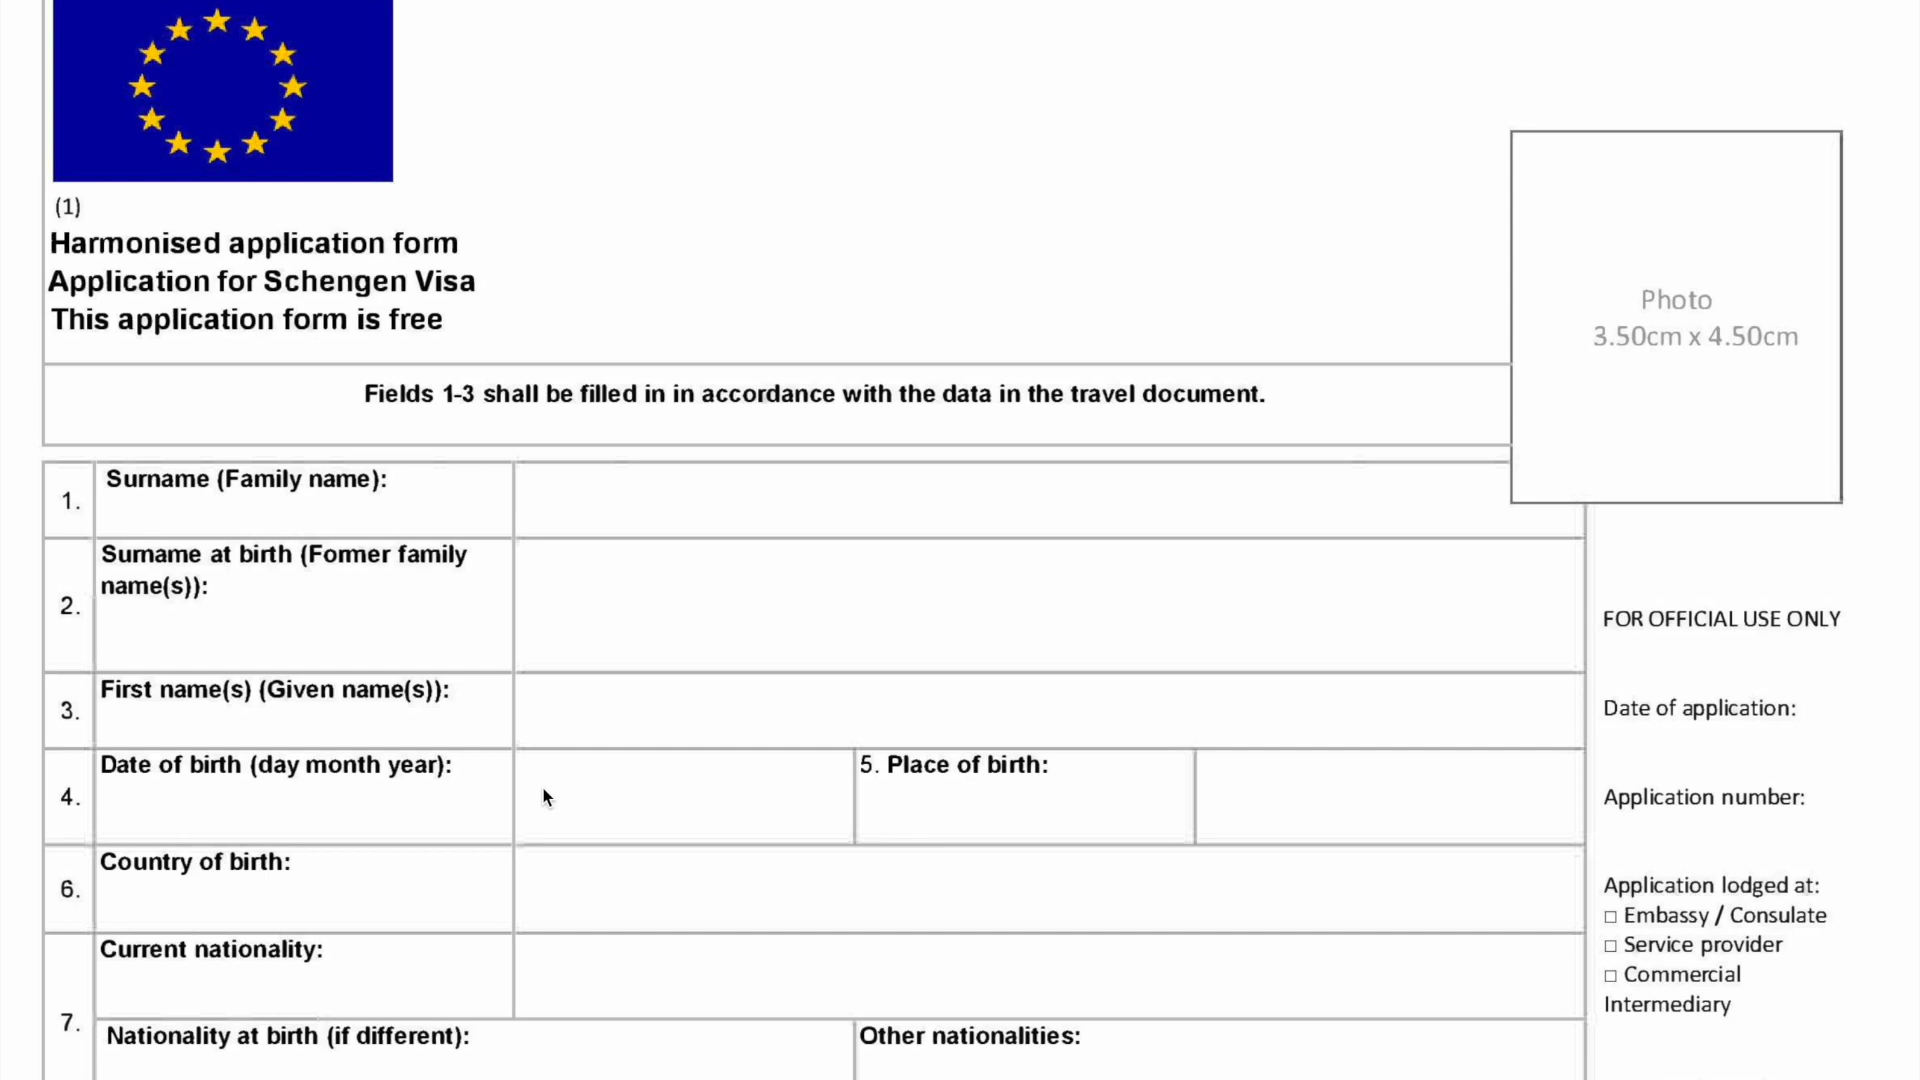 (1)
Harmonised application form
Application for Schengen Visa
This application form is free
Photo
3.50cm x 4.50cm
Fields 1-3 shall be filled in in accordance with the data in the travel document.
1.
Surname (Family name):
2.
Surname at birth (Former family
name(s)):
3.
First name(s) (Given name(s)):
4.
Date of birth (day month year):
5. Place of birth:
6.
Country of birth:
7.
Current nationality:
Nationality at birth (if different):
Other nationalities:
FOR OFFICIAL USE ONLY
Date of application:
Application number:
Application lodged at:
□ Embassy / Consulate
□ Service provider
□ Commercial
Intermediary